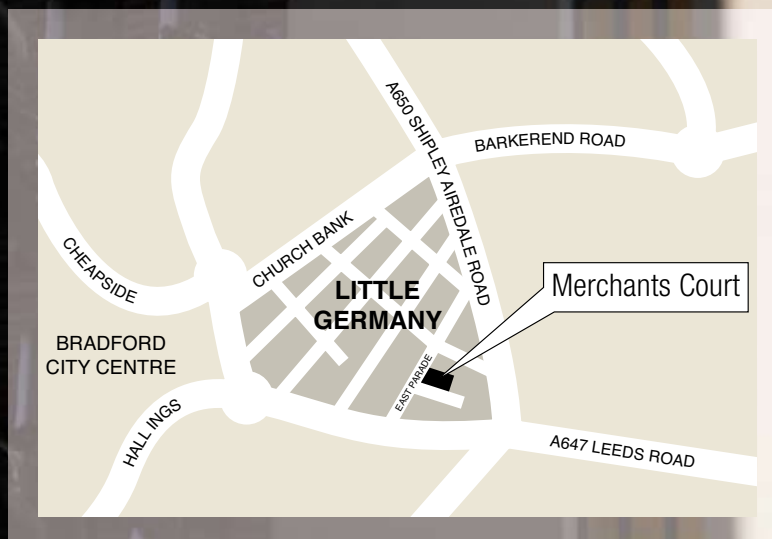 A650 SHIPLEY AIREDALE ROAD
BARKEREND ROAD
CHURCH BANK
CHEAPSIDE
LITTLE
GERMANY
Merchants Court
BRADFORD
CITY CENTRE
EAST PARADE
HALL INGS
A647 LEEDS ROAD